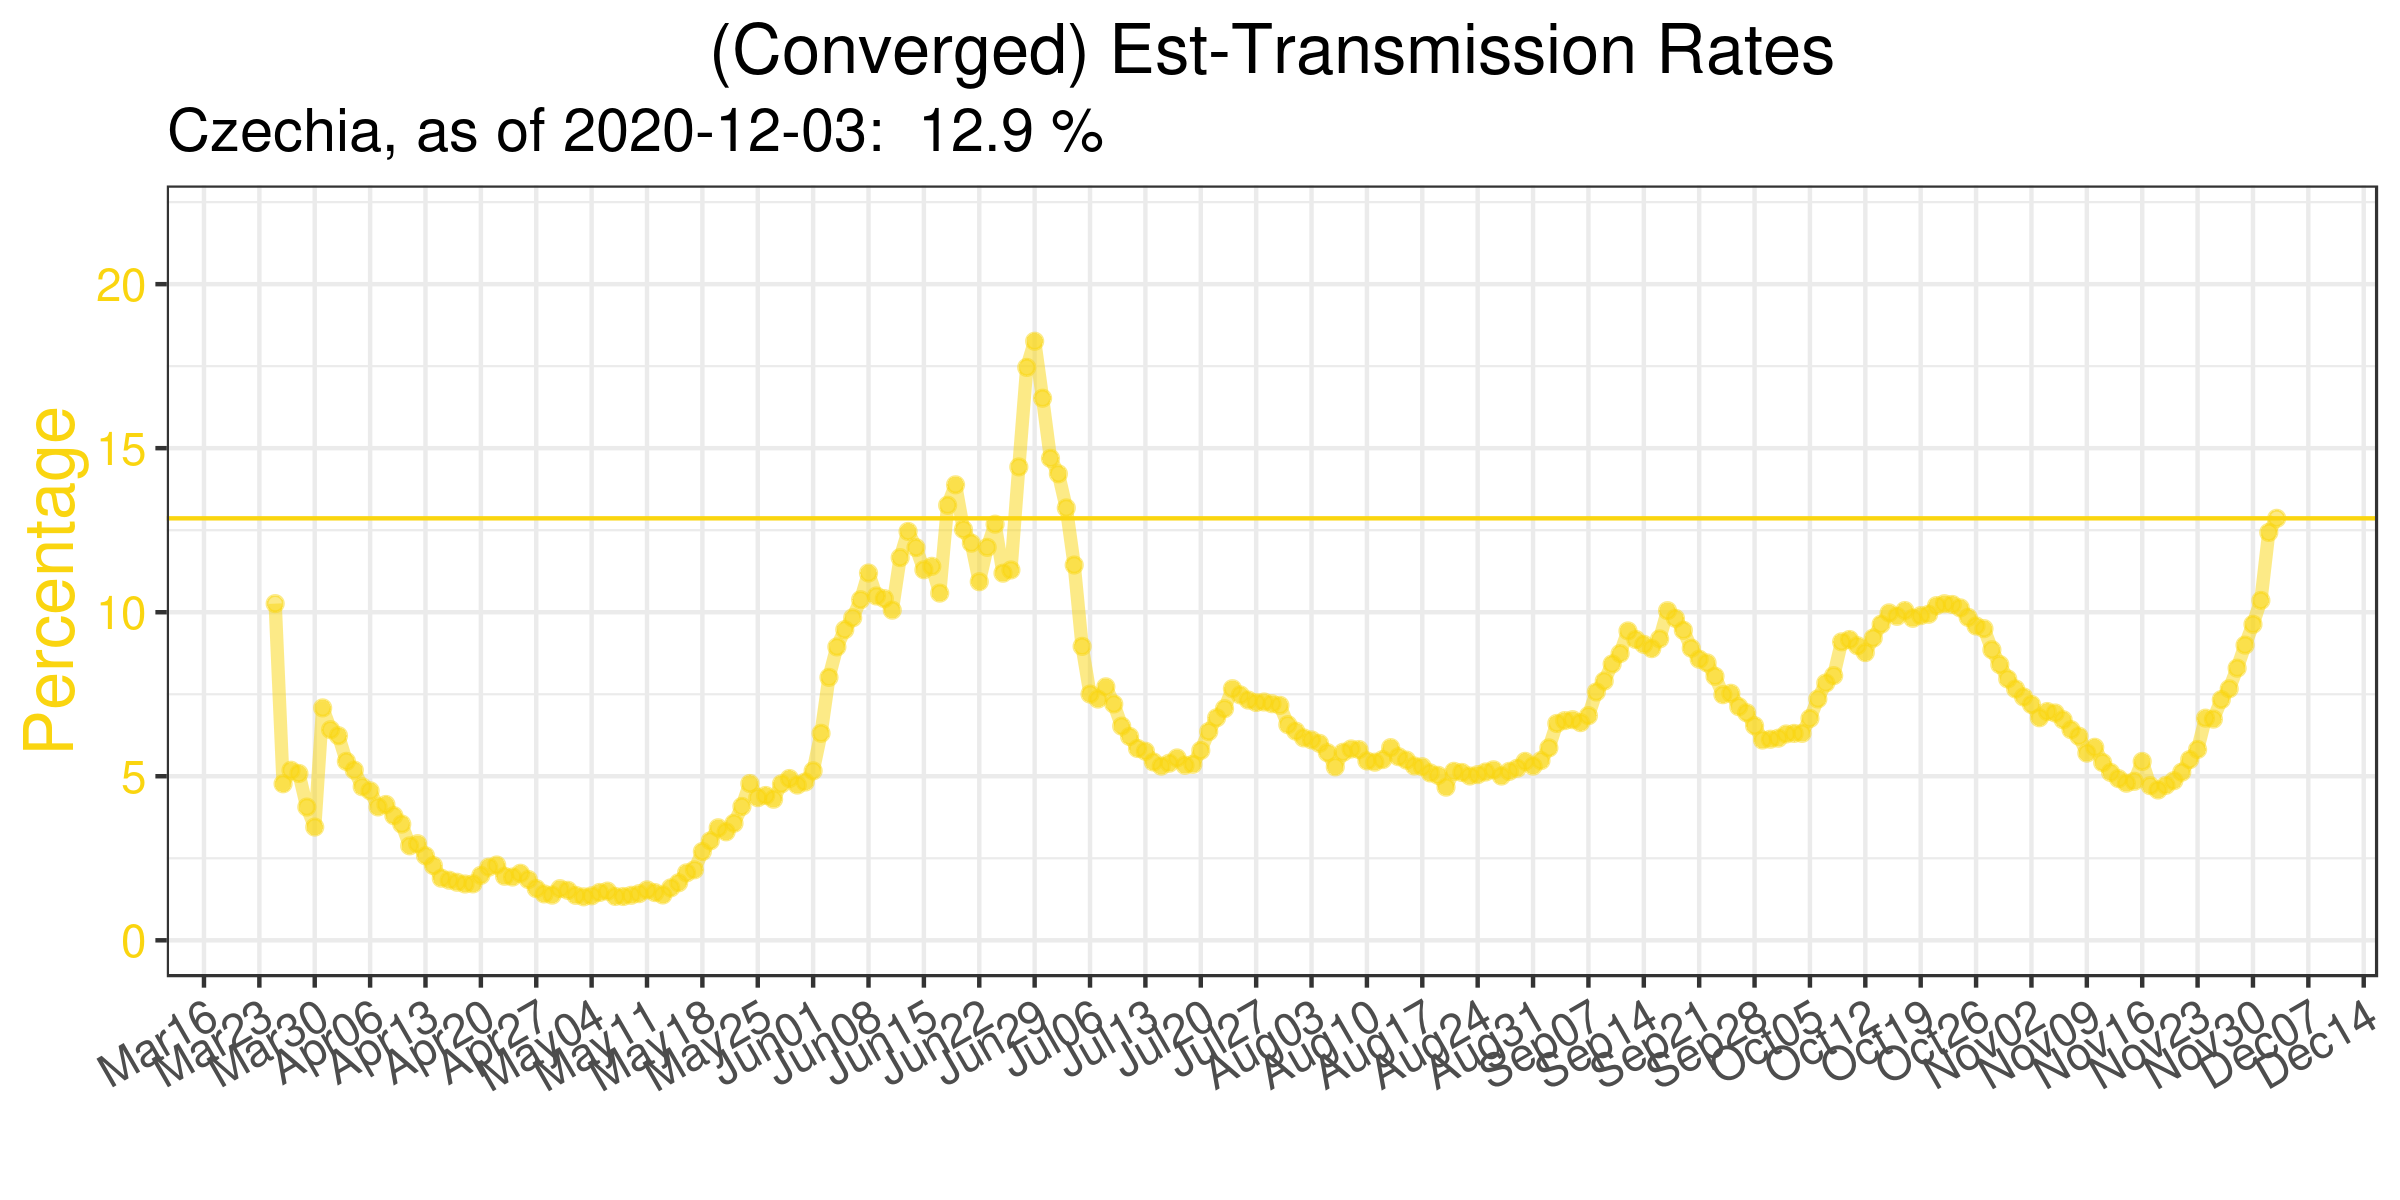 (Converged) Est-Transmission Rates
Czechia, as of 2020-12-03:  12.9 %
Percentage
20
15
10
5
0
Mar16
Mar23
Mar30
Apr06
Apr13
Apr20
Apr27
May04
May11
May18
May25
Jun01
Jun08
Jun15
Jun22
Jun29
Jul06
Jul13
Jul20
Jul27
Aug03
Aug10
Aug17
Aug24
Aug31
Sep07
Sep14
Sep21
Sep28
Oct05
Oct12
Oct19
Oct26
Nov02
Nov09
Nov16
Nov23
Nov30
Dec07
Dec14